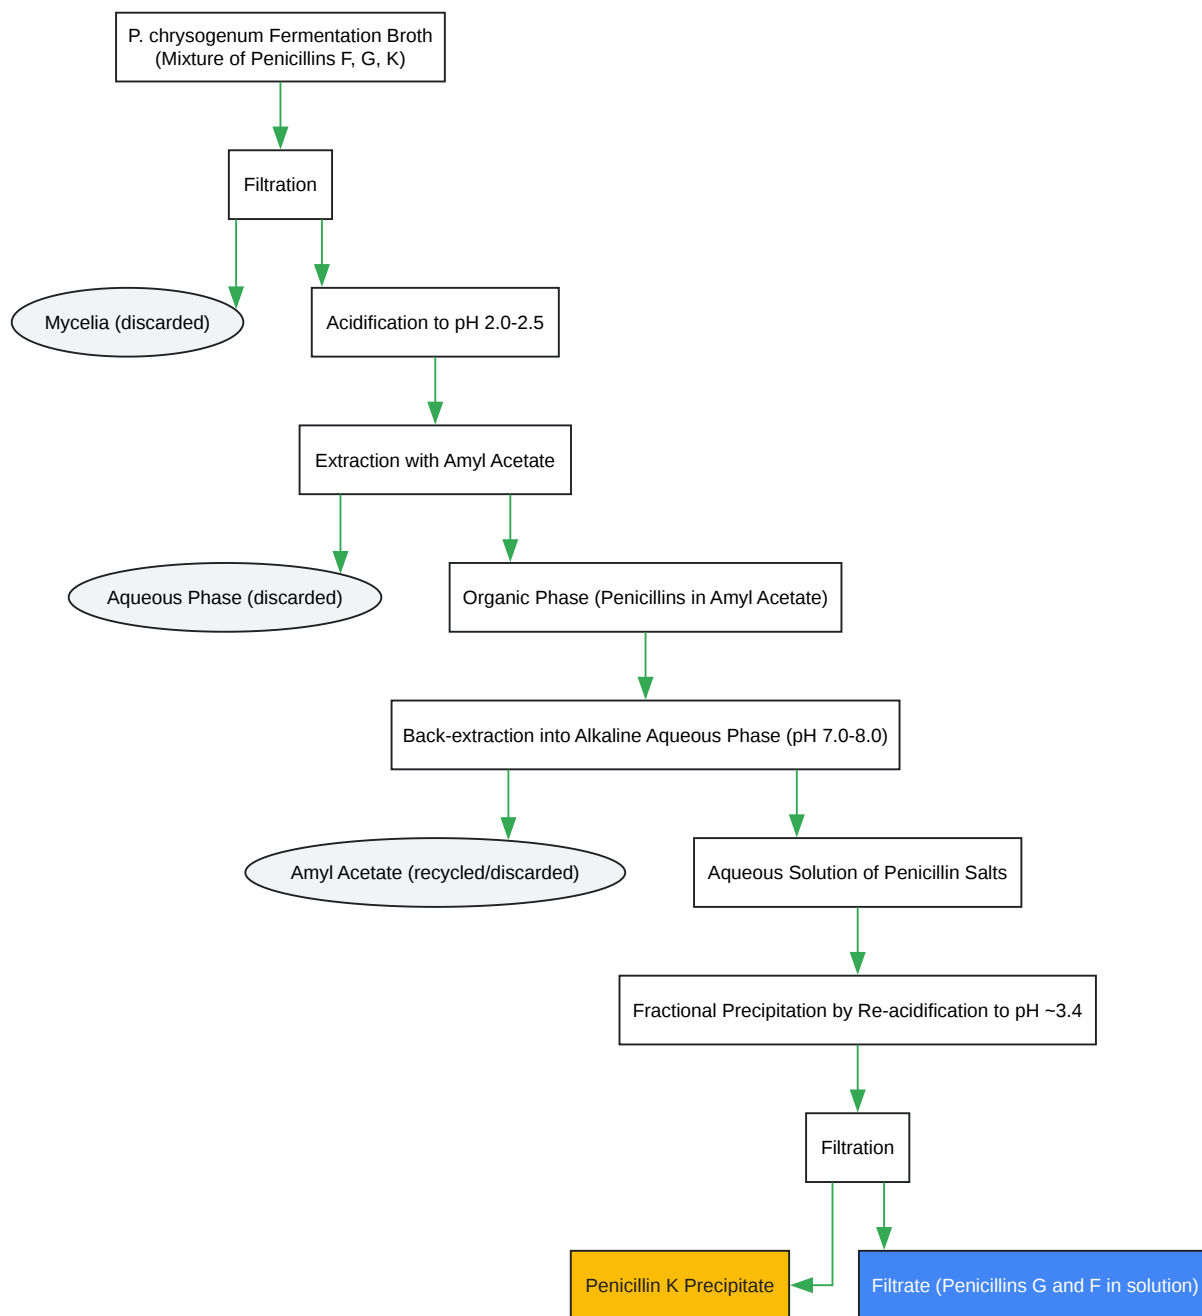 P. chrysogenum Fermentation Broth
(Mixture of Penicillins F, G, K)
Filtration
Mycelia (discarded)
Acidification to pH 2.0-2.5
Extraction with Amyl Acetate
Aqueous Phase (discarded)
Organic Phase (Penicillins in Amyl Acetate)
Back-extraction into Alkaline Aqueous Phase (pH 7.0-8.0)
Amyl Acetate (recycled/discarded)
Aqueous Solution of Penicillin Salts
Fractional Precipitation by Re-acidification to pH ~3.4
Filtration
Penicillin K Precipitate
Filtrate (Penicillins G and F in solution)